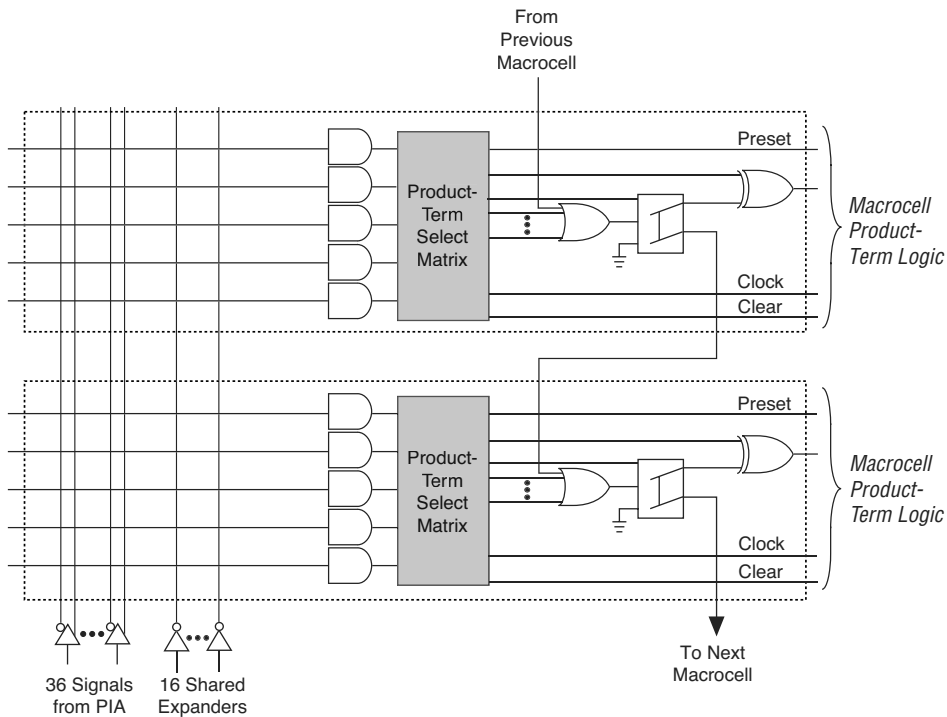 From
Previous
Macrocell
Preset
Product-
Term
Select
Matrix
Macrocell
Product-
Term Logic
Clock
Clear
Preset
Product-
Term
Select
Matrix
Macrocell
Product-
Term Logic
Clock
Clear
36 Signals
from PIA
16 Shared
Expanders
To Next
Macrocell